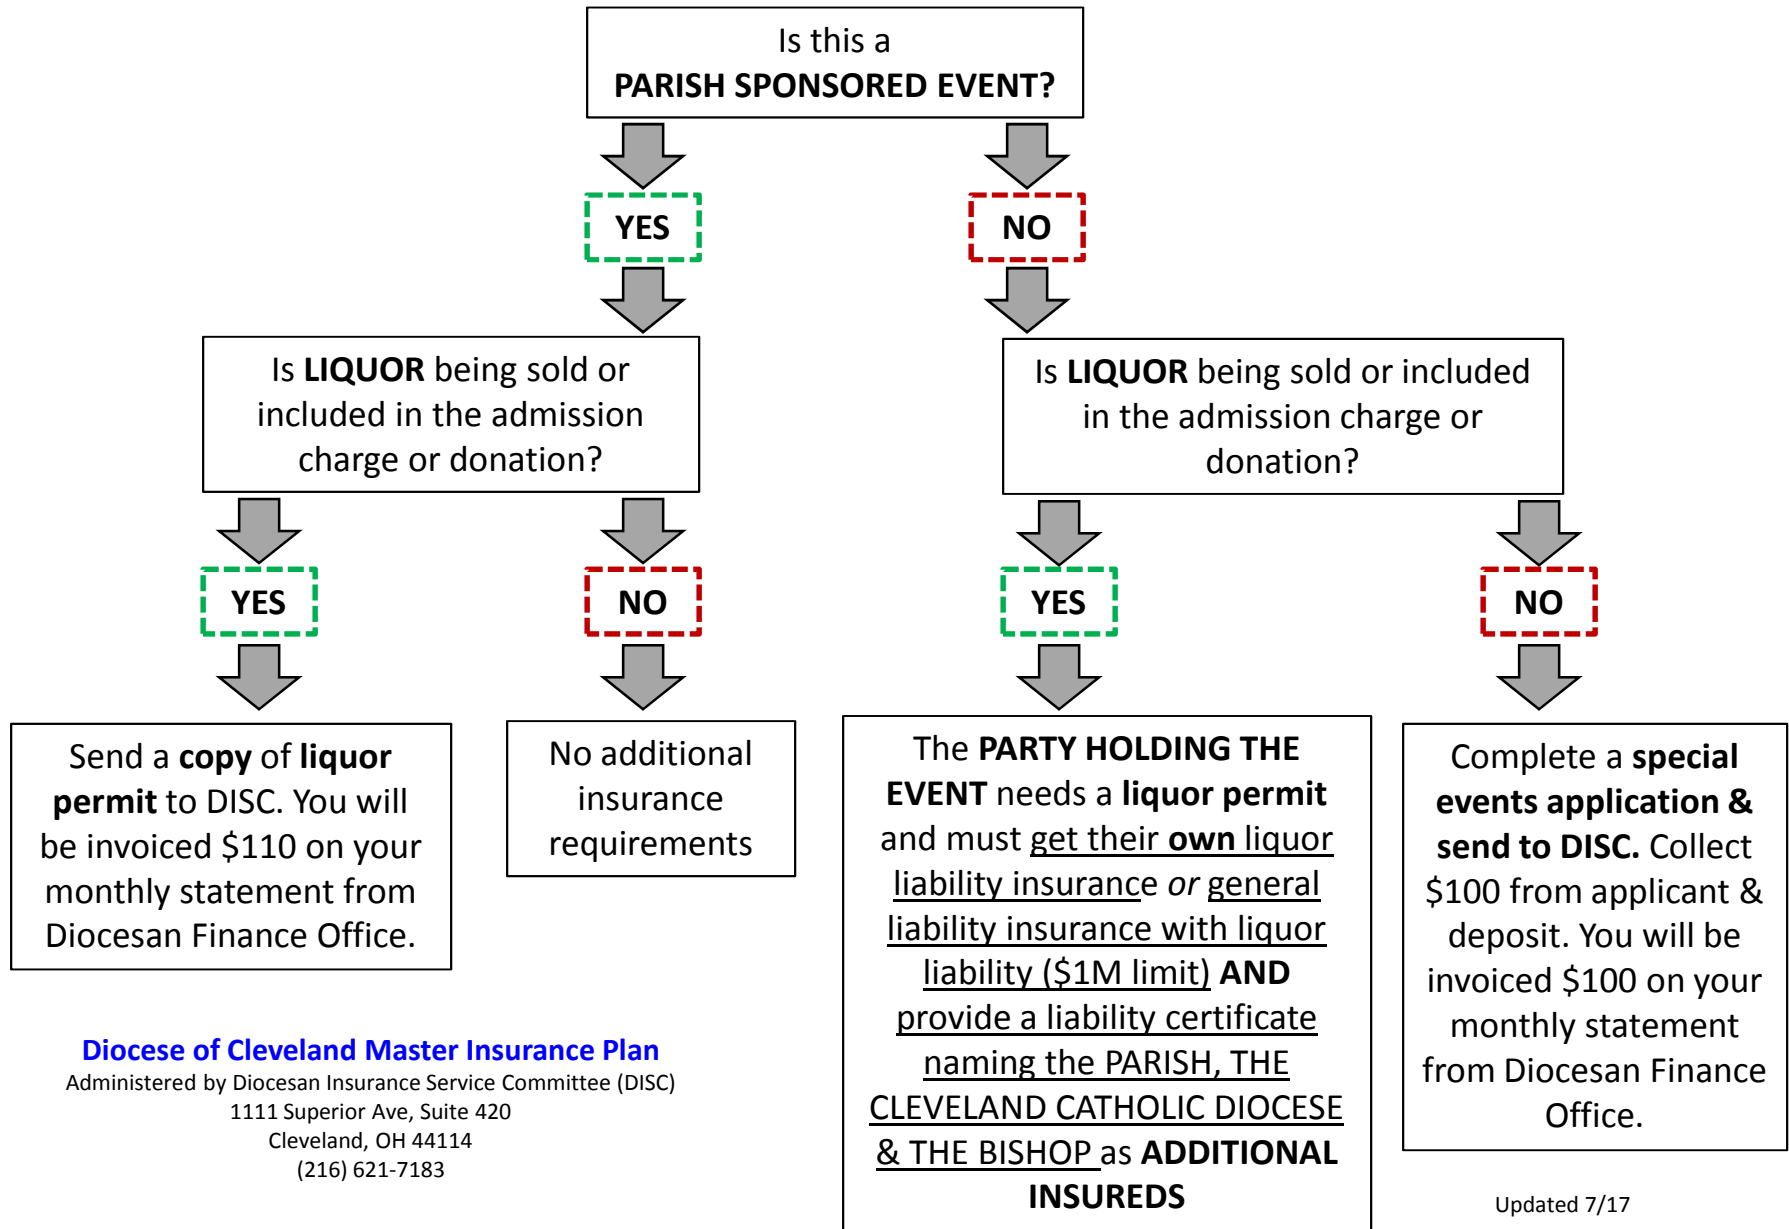 Is this a
PARISH SPONSORED EVENT?
YES
NO
Is LIQUOR being sold or
included in the admission
charge or donation?
Is LIQUOR being sold or included
in the admission charge or
donation?
YES
NO
YES
NO
Send a copy of liquor
permit to DISC. You will
be invoiced $110 on your
monthly statement from
Diocesan Finance Office.
No additional
insurance
requirements
The PARTY HOLDING THE
EVENT needs a liquor permit
and must get their own liquor
liability insurance or general
liability insurance with liquor
liability ($1M limit) AND
provide a liability certificate
naming the PARISH, THE
CLEVELAND CATHOLIC DIOCESE
& THE BISHOP as ADDITIONAL
INSUREDS
Complete a special
events application &
send to DISC. Collect
$100 from applicant &
deposit. You will be
invoiced $100 on your
monthly statement
from Diocesan Finance
Office.
Diocese of Cleveland Master Insurance Plan
Administered by Diocesan Insurance Service Committee (DISC)
1111 Superior Ave, Suite 420
Cleveland, OH 44114
(216) 621-7183
Updated 7/17